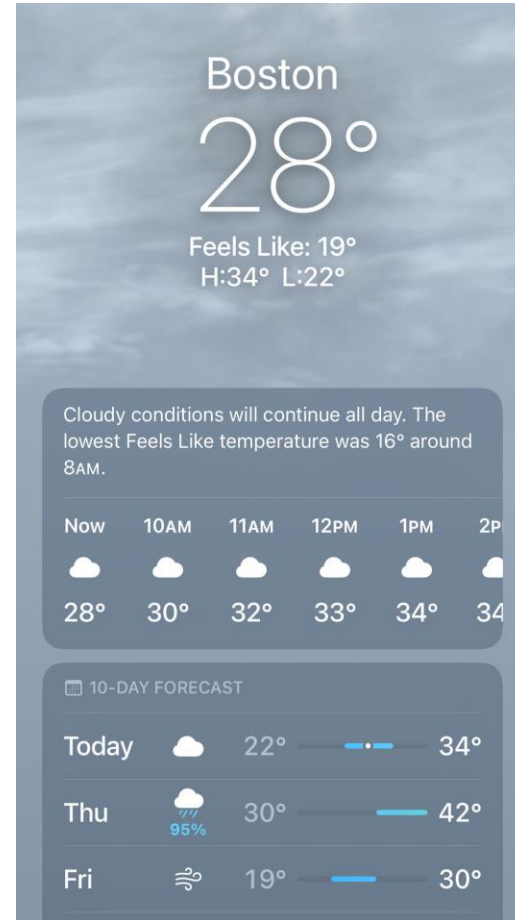 Boston
28°
Feels Like: 19°
H:34° L:22°
Cloudy conditions will continue all day. The
lowest Feels Like temperature was 16° around
8AM.
Now 10AM 11AM 12PM 1PM 2P
28° 30° 32° 33° 34° 34
10-DAY FORECAST
Today 22° 34°
Thu 95% 30° 42°
Fri 19° 30°